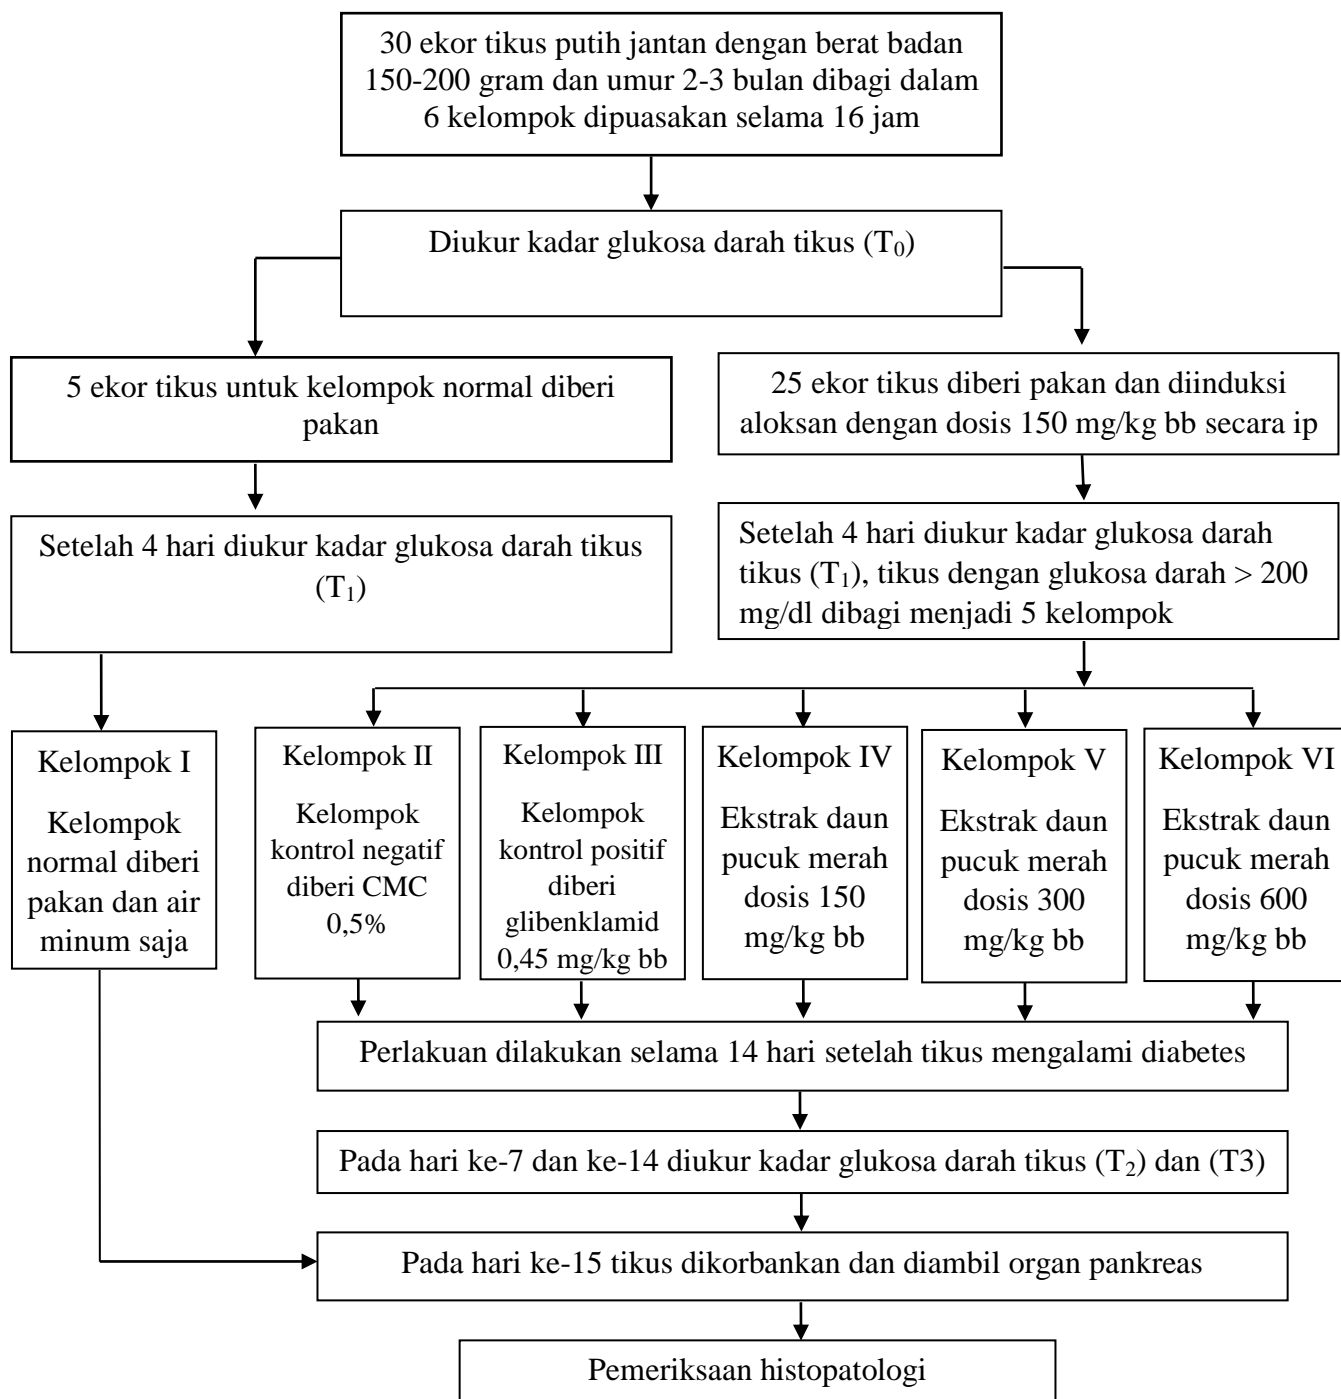 30 ekor tikus putih jantan dengan berat badan
150-200 gram dan umur 2-3 bulan dibagi dalam
6 kelompok dipuasakan selama 16 jam
Diukur kadar glukosa darah tikus (T₀)
5 ekor tikus untuk kelompok normal diberi
pakan
25 ekor tikus diberi pakan dan diinduksi
aloksan dengan dosis 150 mg/kg bb secara ip
Setelah 4 hari diukur kadar glukosa darah tikus
(T₁)
Setelah 4 hari diukur kadar glukosa darah
tikus (T₁), tikus dengan glukosa darah > 200
mg/dl dibagi menjadi 5 kelompok
Kelompok I
Kelompok
normal diberi
pakan dan air
minum saja
Kelompok II
Kelompok
kontrol negatif
diberi CMC
0,5%
Kelompok III
Kelompok
kontrol positif
diberi
glibenklamid
0,45 mg/kg bb
Kelompok IV
Ekstrak daun
pucuk merah
dosis 150
mg/kg bb
Kelompok V
Ekstrak daun
pucuk merah
dosis 300
mg/kg bb
Kelompok VI
Ekstrak daun
pucuk merah
dosis 600
mg/kg bb
Perlakuan dilakukan selama 14 hari setelah tikus mengalami diabetes
Pada hari ke-7 dan ke-14 diukur kadar glukosa darah tikus (T₂) dan (T3)
Pada hari ke-15 tikus dikorbankan dan diambil organ pankreas
Pemeriksaan histopatologi